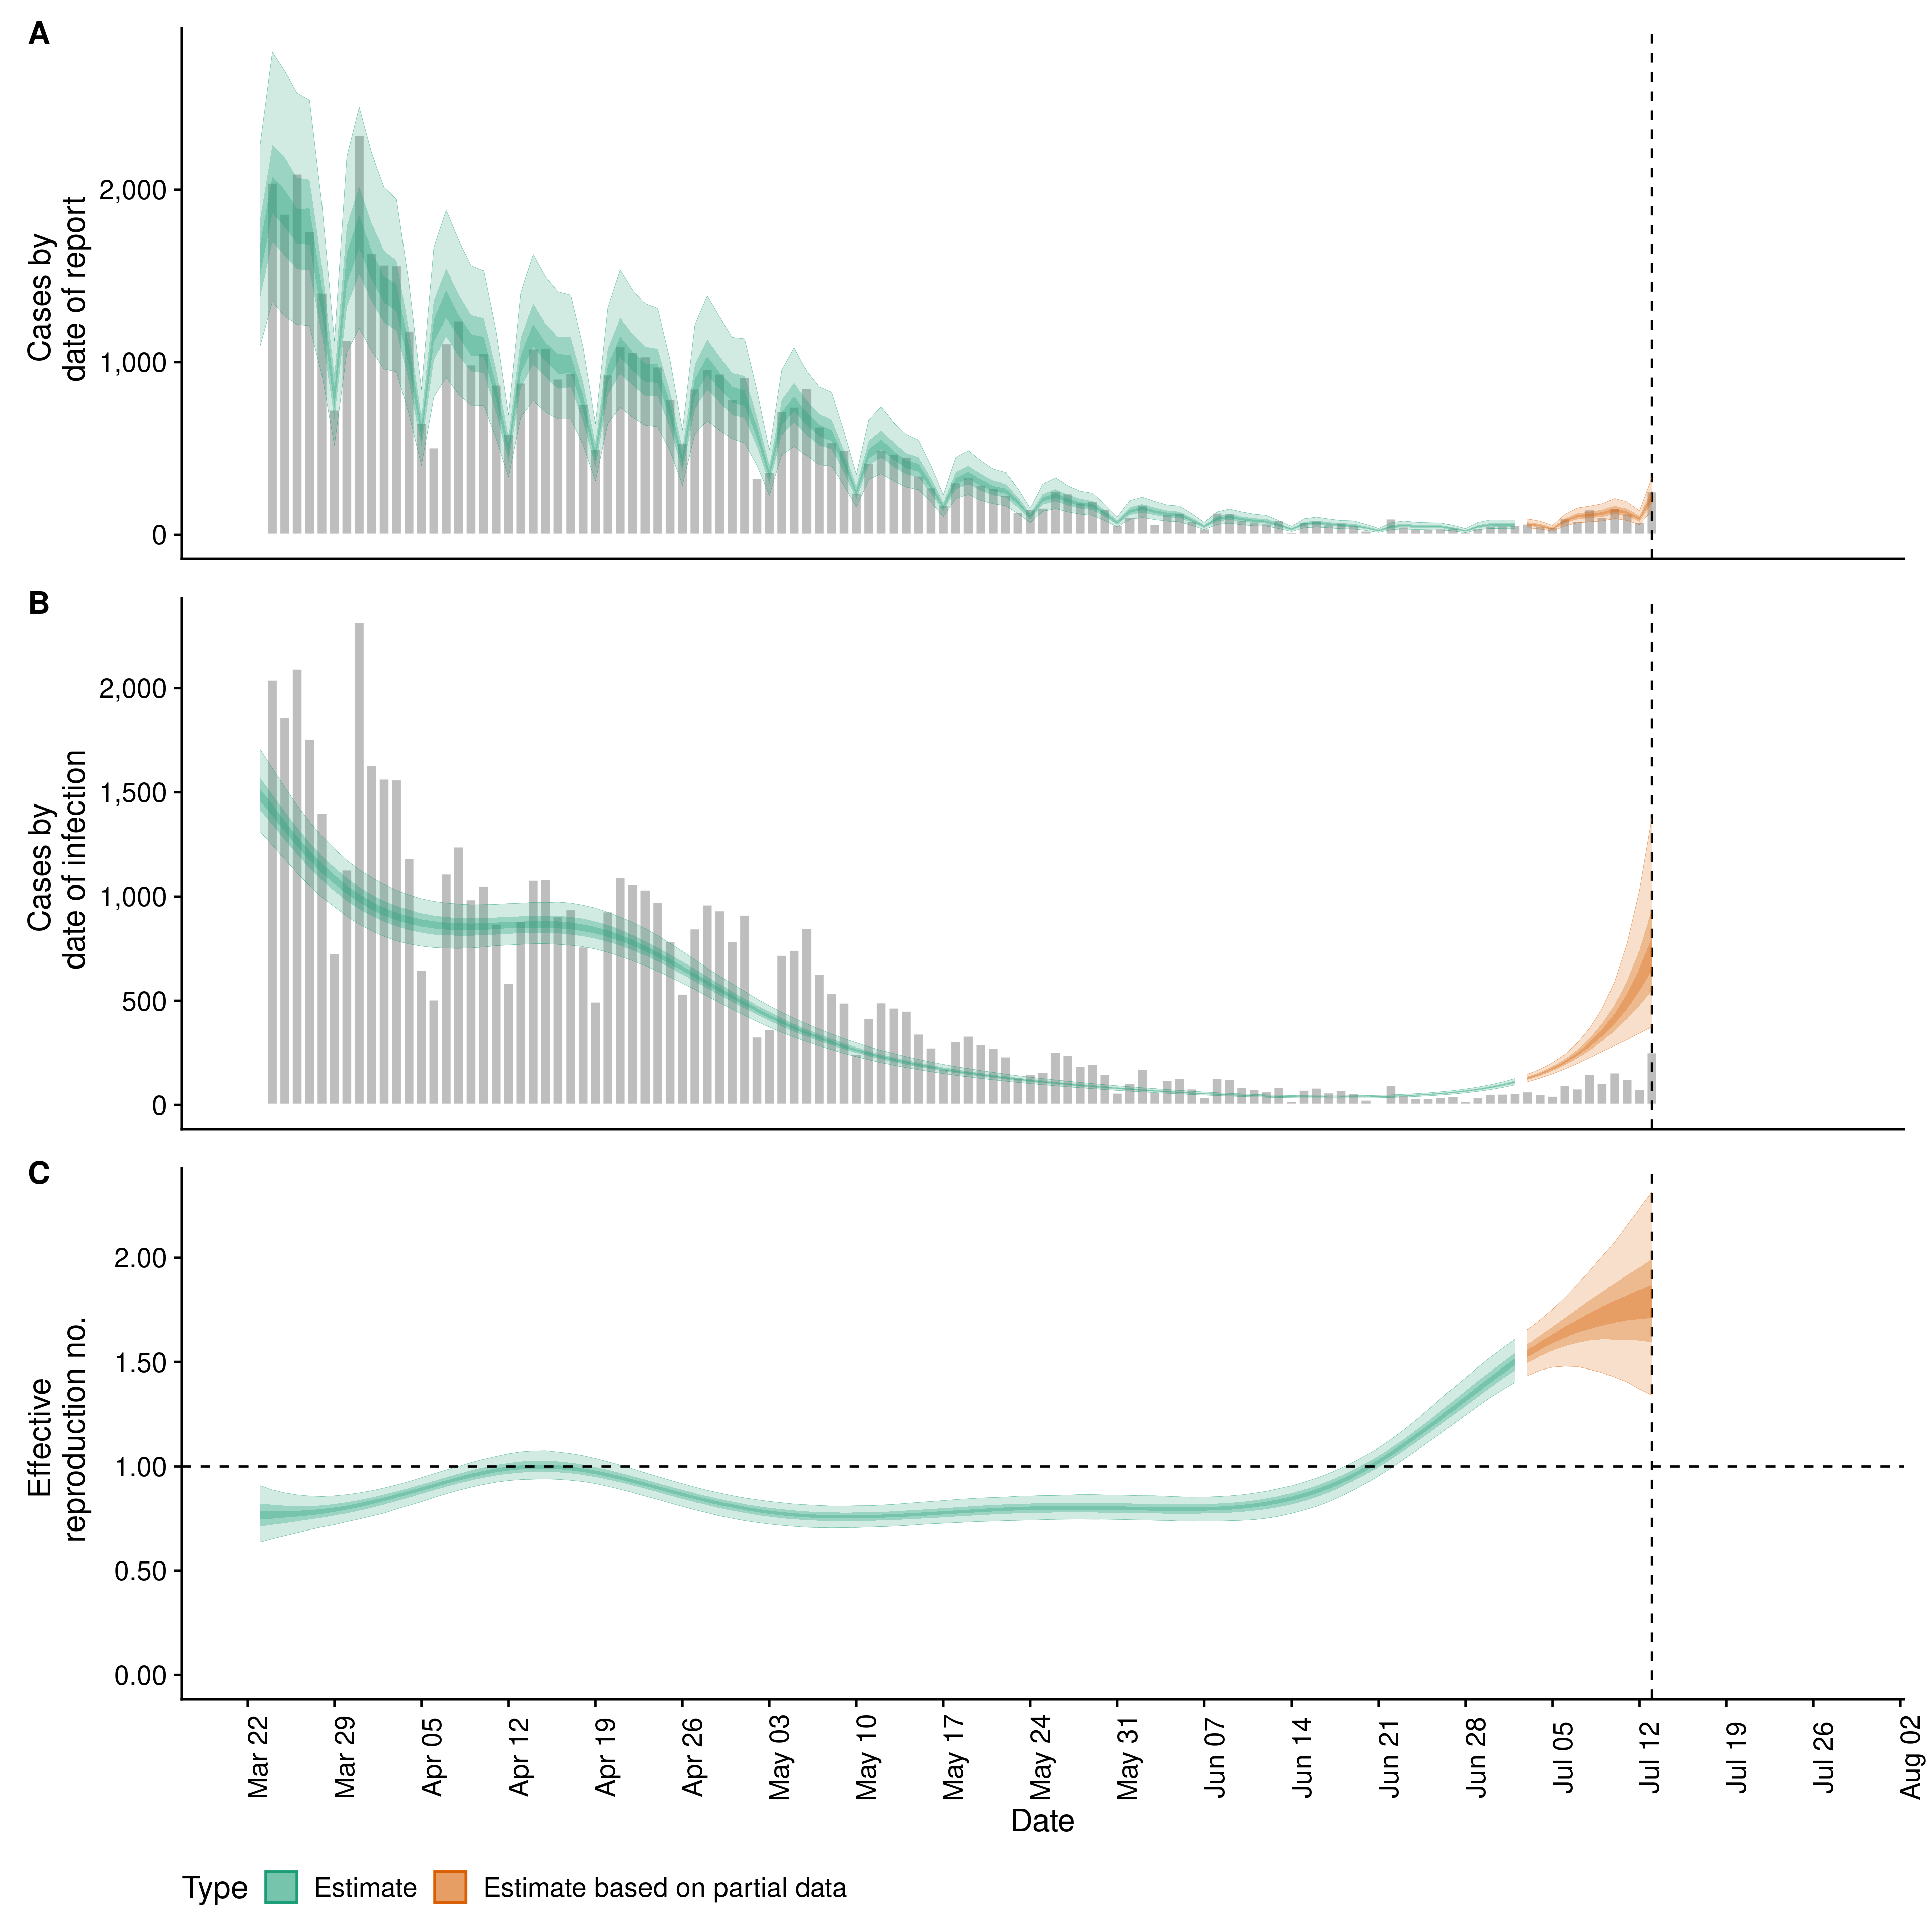 A
Cases by
date of report
2,000
1,000
0
B
Cases by
date of infection
2,000
1,500
1,000
500
0
C
Effective
reproduction no.
2.00
1.50
1.00
0.50
0.00
Mar 22
Mar 29
Apr 05
Apr 12
Apr 19
Apr 26
May 03
May 10
May 17
May 24
May 31
Jun 07
Jun 14
Jun 21
Jun 28
Jul 05
Jul 12
Jul 19
Jul 26
Aug 02
Date
Type Estimate Estimate based on partial data